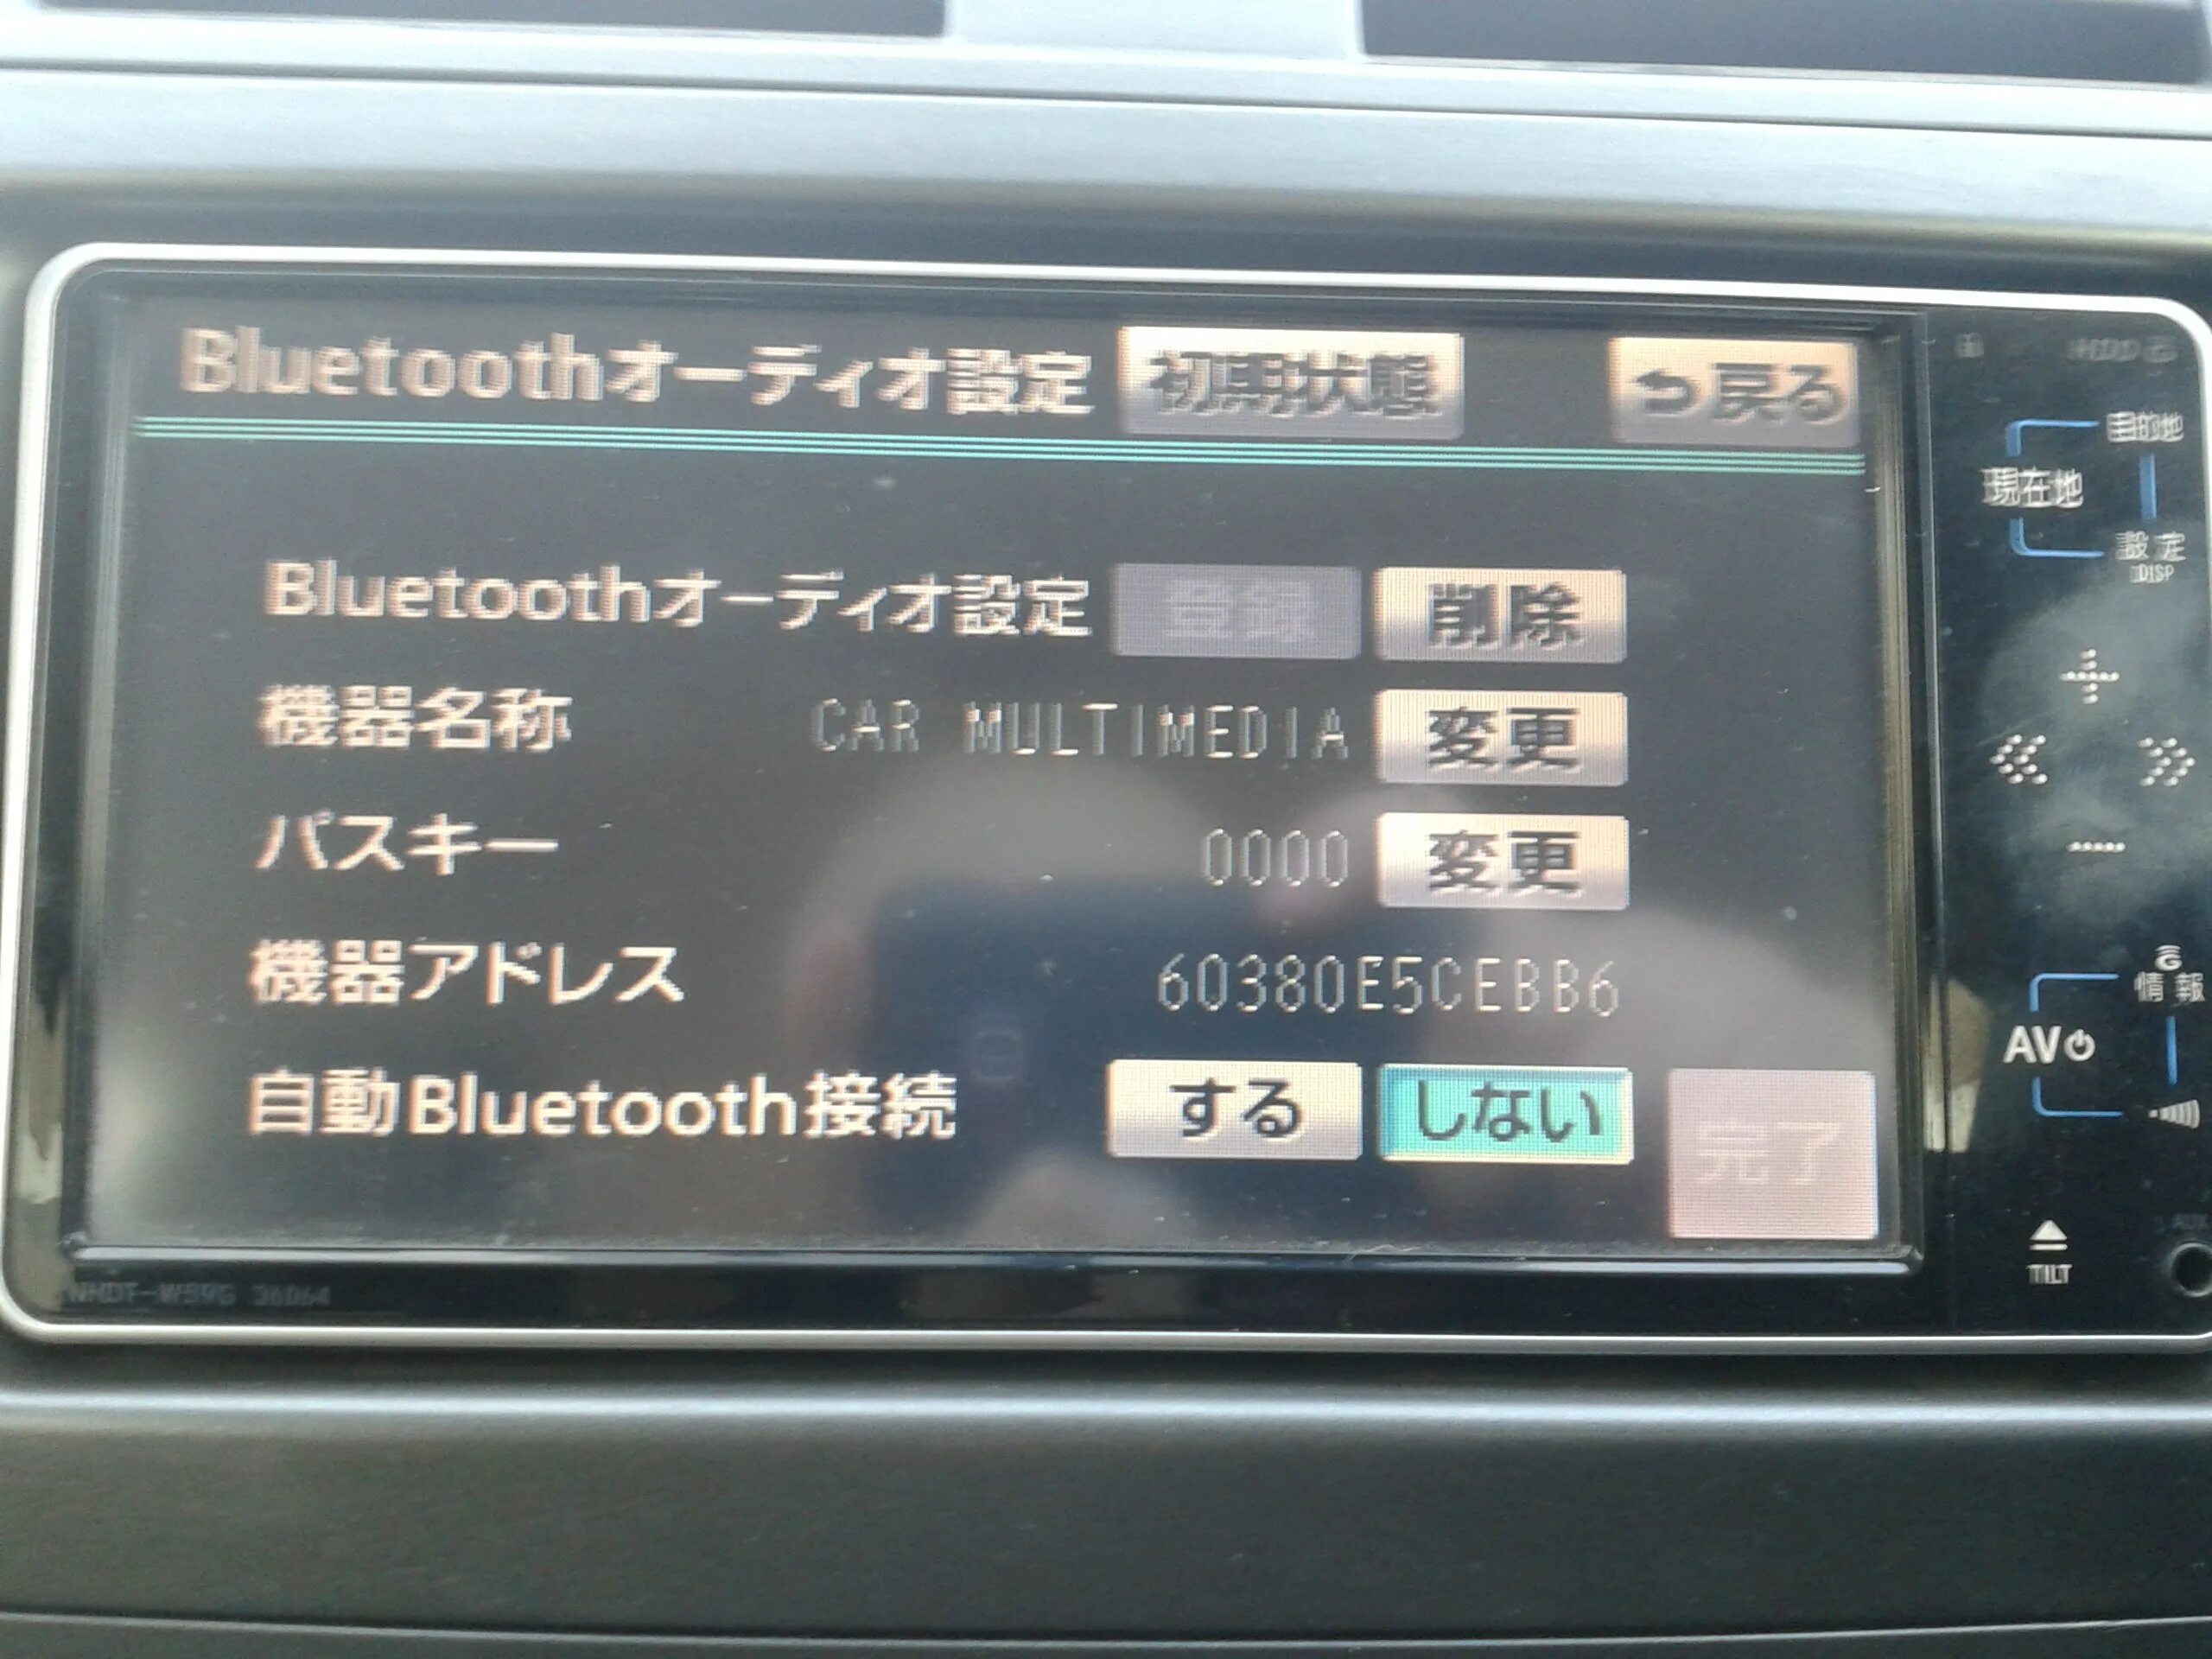 Bluetoothオーディオ設定 初期状態 戻る
Bluetoothオーディオ設定 登録 削除
機器名称 CAR MULTIMEDIA 変更
パスキー 0000 変更
機器アドレス 60380E5CEBB6
自動Bluetooth接続 する しない 完了
目的地
現在地
設定
DISP
G
情報
AV
TILT
AUX
NHDT-W59G 36064